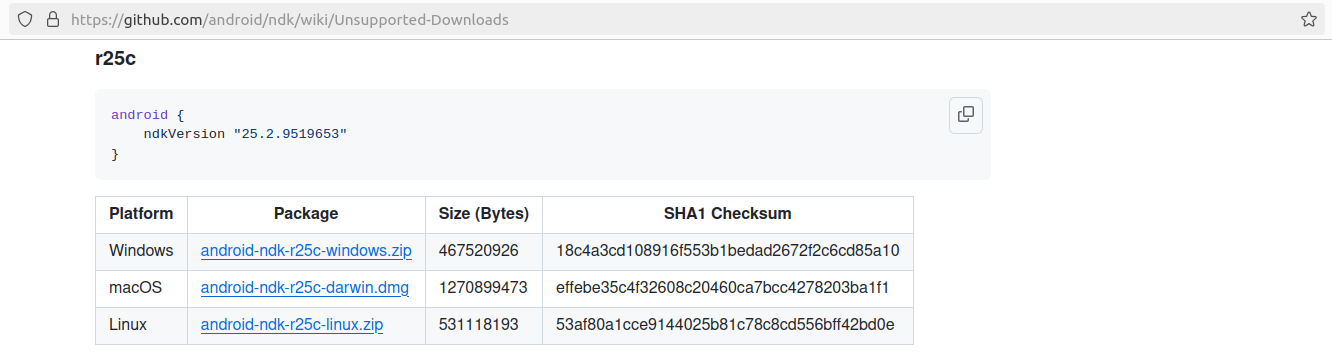 https://github.com/android/ndk/wiki/Unsupported-Downloads
r25c
android {
    ndkVersion "25.2.9519653"
}
Platform Package Size (Bytes) SHA1 Checksum
Windows android-ndk-r25c-windows.zip 467520926 18c4a3cd108916f553b1bedad2672f2c6cd85a10
macOS android-ndk-r25c-darwin.dmg 1270899473 effebe35c4f32608c20460ca7bcc4278203ba1f1
Linux android-ndk-r25c-linux.zip 531118193 53af80a1cce9144025b81c78c8cd556bff42bd0e